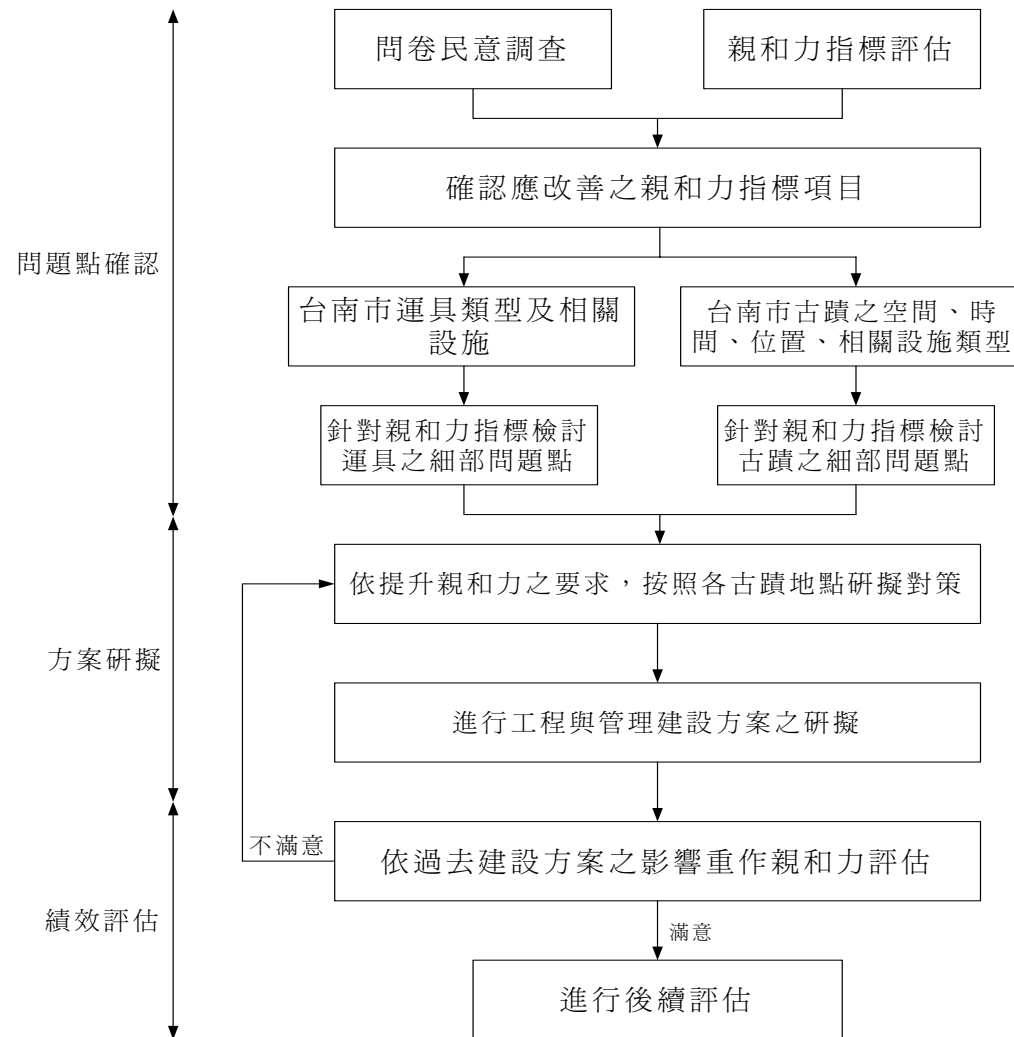 問卷民意調查
親和力指標評估
確認應改善之親和力指標項目
問題點確認
台南市運具類型及相關
設施
台南市古蹟之空間、時
間、位置、相關設施類型
針對親和力指標檢討
運具之細部問題點
針對親和力指標檢討
古蹟之細部問題點
依提升親和力之要求，按照各古蹟地點研擬對策
方案研擬
進行工程與管理建設方案之研擬
不滿意
依過去建設方案之影響重作親和力評估
績效評估
滿意
進行後續評估